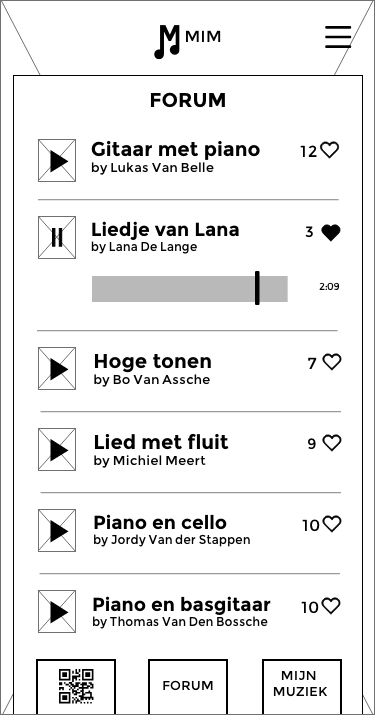 MIM
FORUM
Gitaar met piano
12
by Lukas Van Belle
Liedje van Lana
3
by Lana De Lange
2:09
Hoge tonen
7
by Bo Van Assche
Lied met fluit
9
by Michiel Meert
Piano en cello
10
by Jordy Van der Stappen
Piano en basgitaar
10
by Thomas Van Den Bossche
FORUM
MIJN
MUZIEK